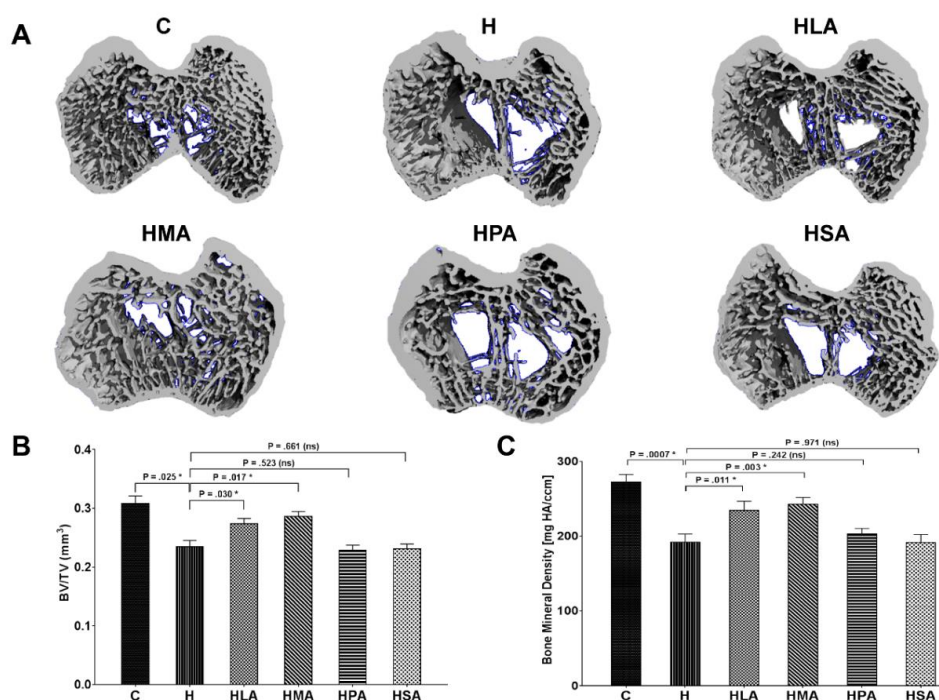 A
C
H
HLA
HMA
HPA
HSA
B
P = .661 (ns)
P = .523 (ns)
P = .025 *
P = .017 *
P = .030 *
BV/TV (mm³)
0.4
0.3
0.2
0.1
0.0
C H HLA HMA HPA HSA
C
P = .971 (ns)
P = .0007 *
P = .242 (ns)
P = .003 *
P = .011 *
Bone Mineral Density [mg HA/ccm]
300
200
100
0
C H HLA HMA HPA HSA